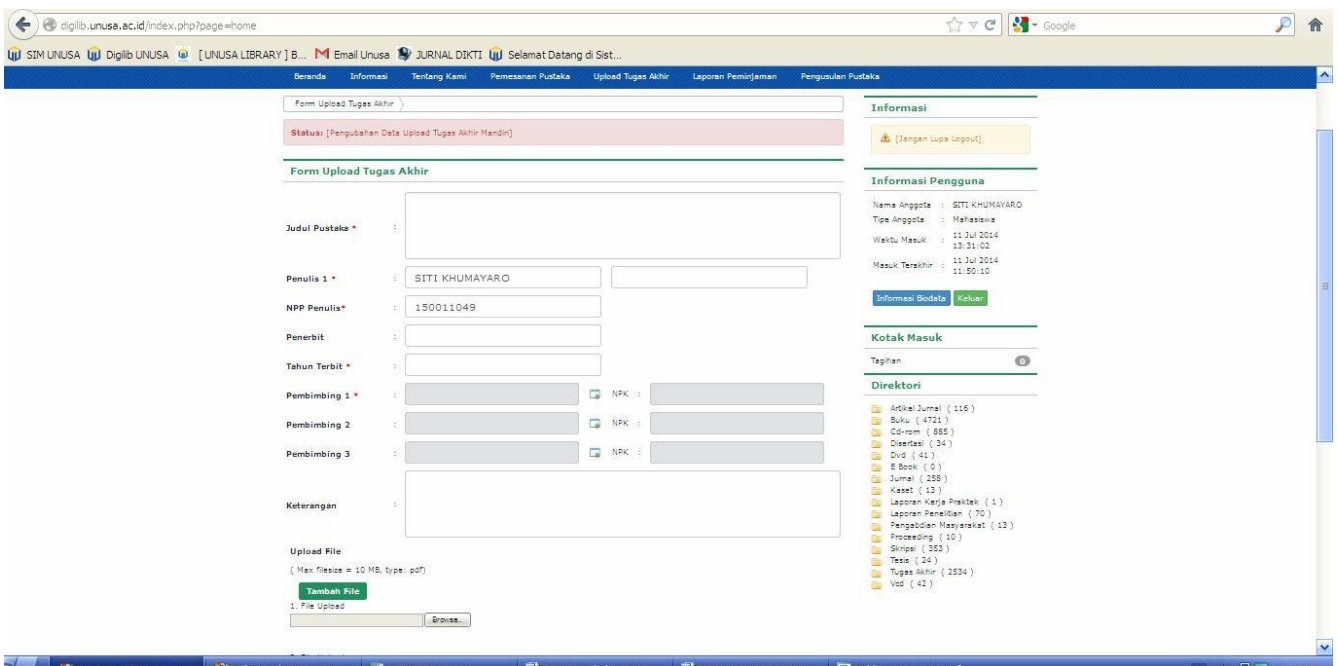 digilib.unusa.ac.id/index.php?page=home
Google
SIM UNUSA Digilib UNUSA [ UNUSA LIBRARY ] B... Email Unusa JURNAL DIKTI Selamat Datang di Sist...
Beranda Informasi Tentang Kami Pemesanan Pustaka Upload Tugas Akhir Laporan Peminjaman Pengusulan Pustaka
Form Upload Tugas Akhir
Status: [Pengubahan Data Upload Tugas Akhir Mandiri]
Form Upload Tugas Akhir
Judul Pustaka * :
Penulis 1 * : SITI KHUMAYARO
NPP Penulis* : 150011049
Penerbit :
Tahun Terbit * :
Pembimbing 1 * : NPK :
Pembimbing 2 : NPK :
Pembimbing 3 : NPK :
Keterangan :
Upload File
( Max filesize = 10 MB, type: pdf)
Tambah File
1. File Upload
Browse..
Informasi
[Jangan Lupa Logout]
Informasi Pengguna
Nama Anggota : SITI KHUMAYARO
Tipe Anggota : Mahasiswa
Waktu Masuk : 11 Jul 2014
13:31:02
Masuk Terakhir : 11 Jul 2014
11:50:10
Informasi Biodata Keluar
Kotak Masuk
Tagihan 0
Direktori
Artikel Jurnal ( 116 )
Buku ( 4721 )
Cd-rom ( 885 )
Disertasi ( 34 )
Dvd ( 41 )
E Book ( 0 )
Jurnal ( 258 )
Kaset ( 13 )
Laporan Kerja Praktek ( 1 )
Laporan Penelitian ( 70 )
Pengabdian Masyarakat ( 13 )
Proceeding ( 10 )
Skripsi ( 353 )
Tesis ( 24 )
Tugas Akhir ( 2534 )
Vcd ( 42 )